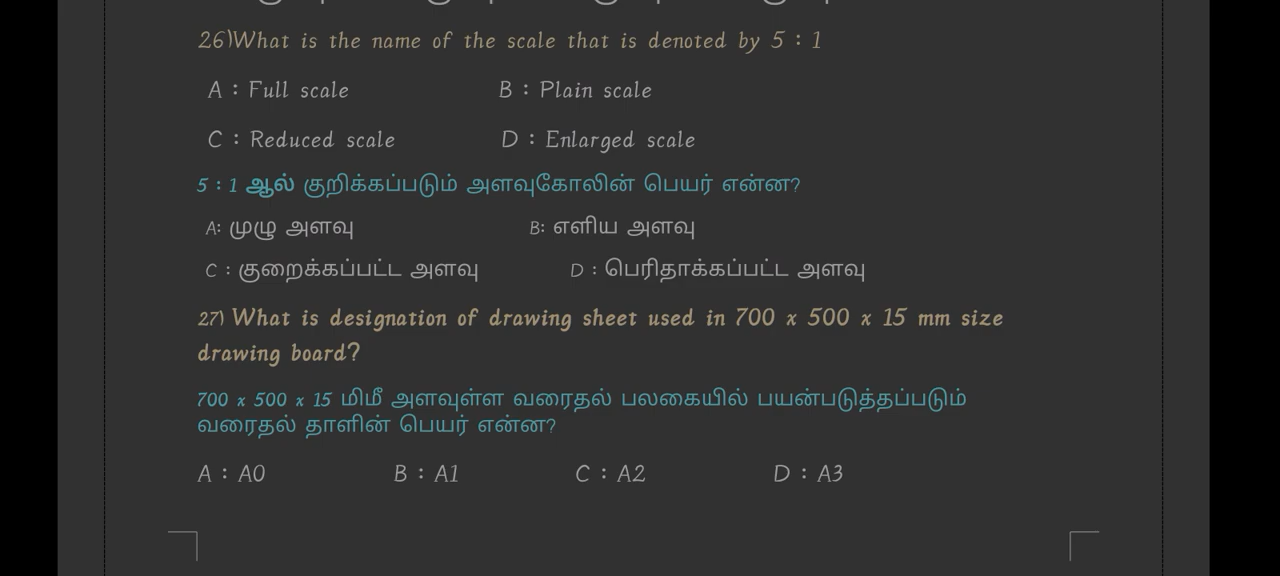 26)What is the name of the scale that is denoted by 5 : 1
A : Full scale B : Plain scale
C : Reduced scale D : Enlarged scale
5 : 1 ஆல் குறிக்கப்படும் அளவுகோலின் பெயர் என்ன?
A: முழு அளவு B: எளிய அளவு
C : குறைக்கப்பட்ட அளவு D : பெரிதாக்கப்பட்ட அளவு
27) What is designation of drawing sheet used in 700 x 500 x 15 mm size
drawing board?
700 x 500 x 15 மிமீ அளவுள்ள வரைதல் பலகையில் பயன்படுத்தப்படும்
வரைதல் தாளின் பெயர் என்ன?
A : A0 B : A1 C : A2 D : A3